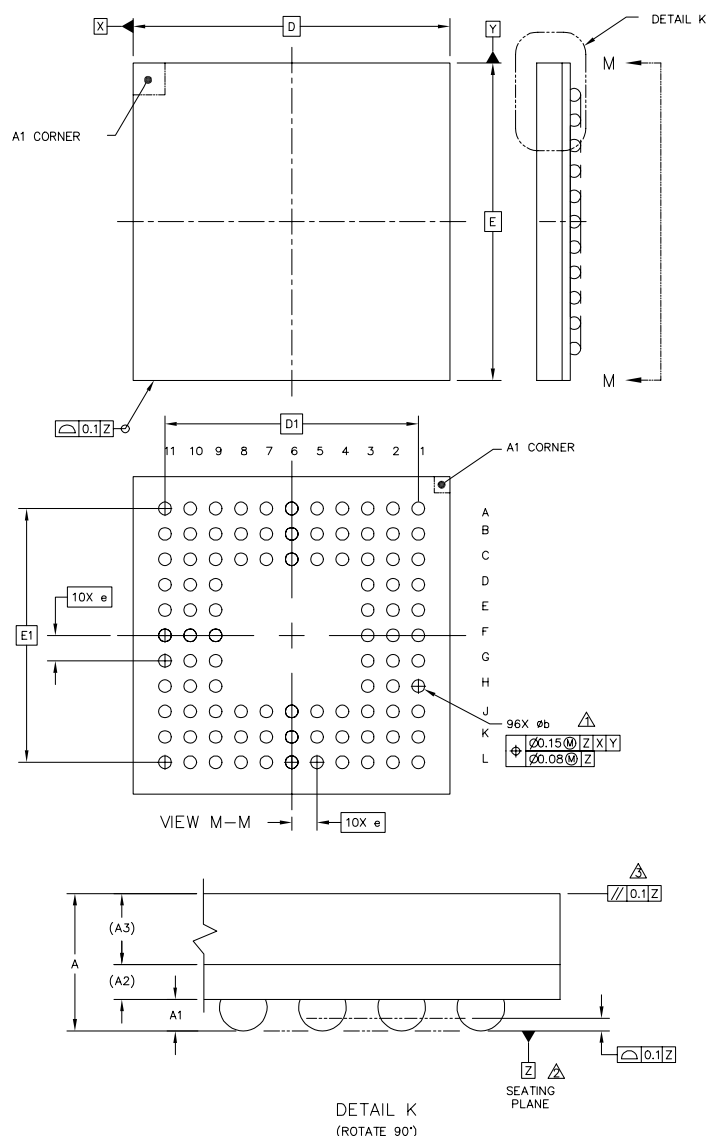 X
D
Y
DETAIL K
M
A1 CORNER
E
M
⌓ 0.1 Z
D1
11 10 9 8 7 6 5 4 3 2 1
A1 CORNER
A
B
C
D
E
F
G
H
J
K
L
10X e
E1
96X øb 1
⌖ Ø0.15 Ⓜ Z X Y
Ø0.08 Ⓜ Z
VIEW M-M
10X e
3
// 0.1 Z
(A3)
A
(A2)
A1
⌓ 0.1 Z
Z 2
SEATING
PLANE
DETAIL K
(ROTATE 90°)